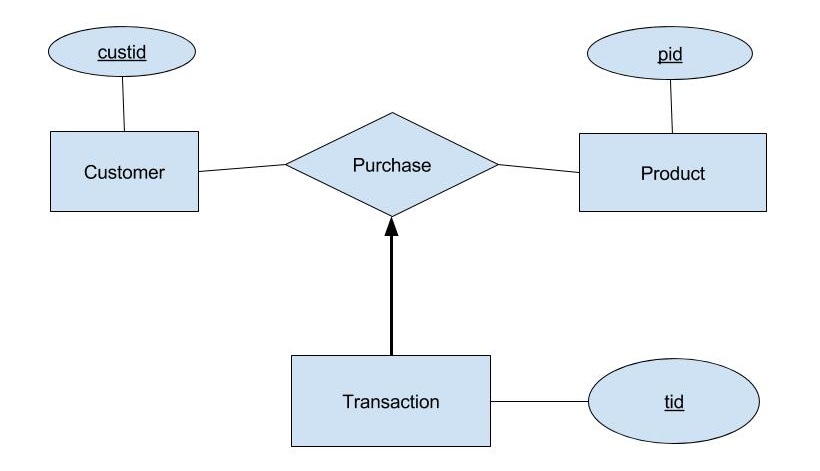 custid
pid
Customer
Purchase
Product
Transaction
tid